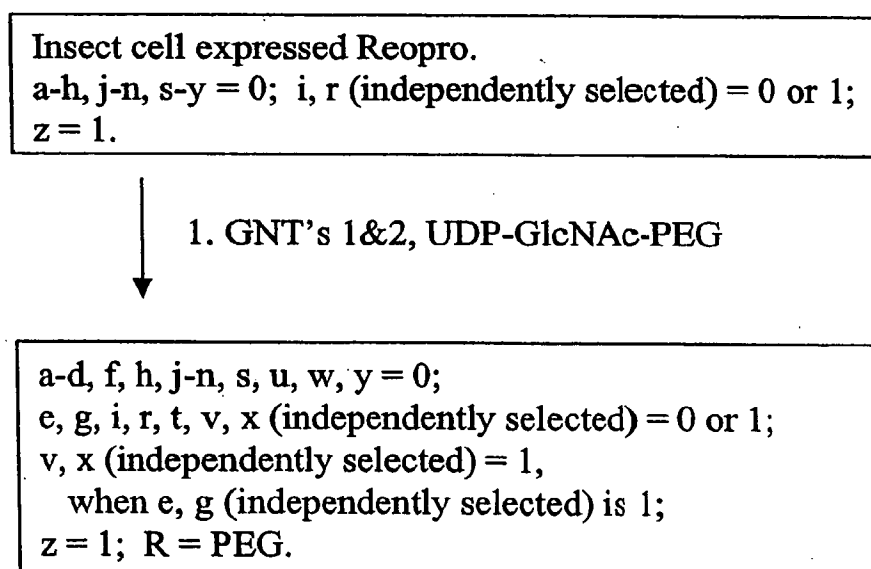 Insect cell expressed Reopro.
a-h, j-n, s-y = 0; i, r (independently selected) = 0 or 1;
z = 1.
1. GNT's 1&2, UDP-GlcNAc-PEG
a-d, f, h, j-n, s, u, w, y = 0;
e, g, i, r, t, v, x (independently selected) = 0 or 1;
v, x (independently selected) = 1,
when e, g (independently selected) is 1;
z = 1; R = PEG.